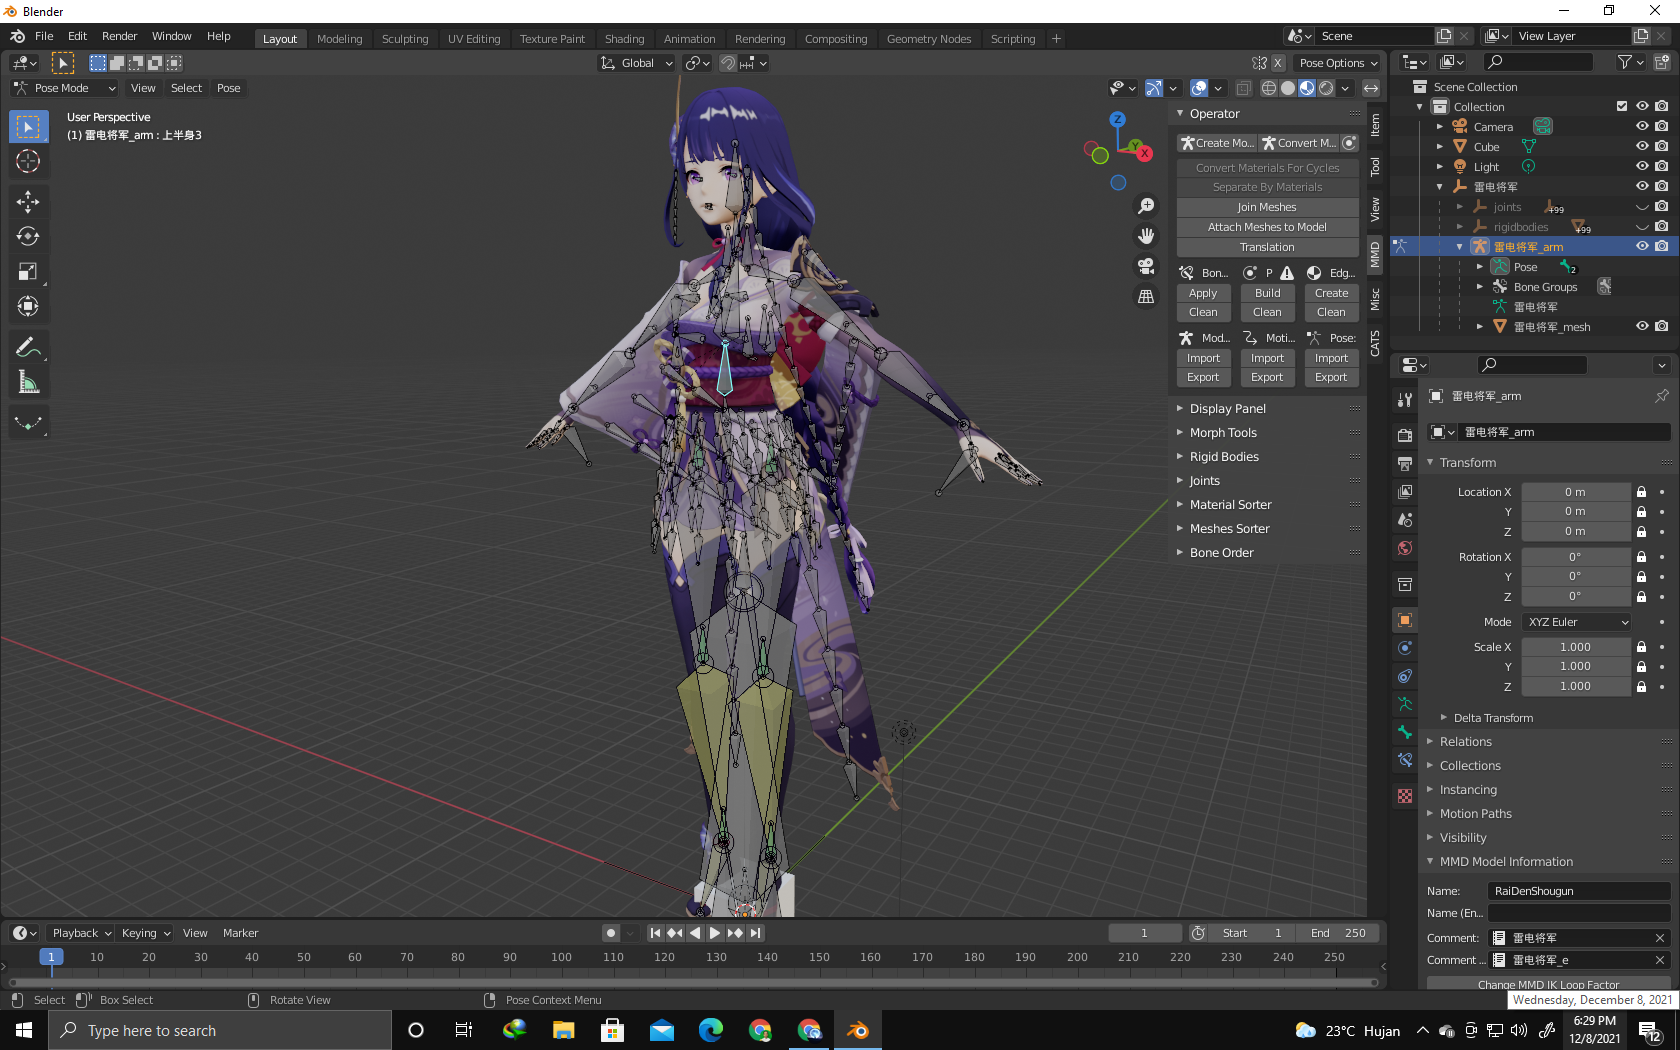 Blender
File Edit Render Window Help
Layout Modeling Sculpting UV Editing Texture Paint Shading Animation Rendering Compositing Geometry Nodes Scripting +
Scene
View Layer
Global
X
Pose Options
Pose Mode View Select Pose
User Perspective
(1) 雷电将军_arm : 上半身3
Z
Y
X
Operator
Create Mo...
Convert M...
Convert Materials For Cycles
Separate By Materials
Join Meshes
Attach Meshes to Model
Translation
Bon... P Edg...
Apply Build Create
Clean Clean Clean
Mod... Moti... Pose:
Import Import Import
Export Export Export
Display Panel
Morph Tools
Rigid Bodies
Joints
Material Sorter
Meshes Sorter
Bone Order
Item
Tool
View
MMD
Misc
CATS
Scene Collection
Collection
Camera
Cube
Light
雷电将军
joints +99
rigidbodies +99
雷电将军_arm
Pose 2
Bone Groups
雷电将军
雷电将军_mesh
雷电将军_arm
雷电将军_arm
Transform
Location X 0 m
Y 0 m
Z 0 m
Rotation X 0°
Y 0°
Z 0°
Mode XYZ Euler
Scale X 1.000
Y 1.000
Z 1.000
Delta Transform
Relations
Collections
Instancing
Motion Paths
Visibility
MMD Model Information
Name: RaiDenShougun
Name (En...
Comment: 雷电将军
Comment ... 雷电将军_e
Change MMD IK Loop Factor
Playback Keying View Marker
1 Start 1 End 250
1 10 20 30 40 50 60 70 80 90 100 110 120 130 140 150 160 170 180 190 200 210 220 230 240 250
Select Box Select Rotate View Pose Context Menu
Wednesday, December 8, 2021
Type here to search
23°C Hujan
6:29 PM
12/8/2021
12